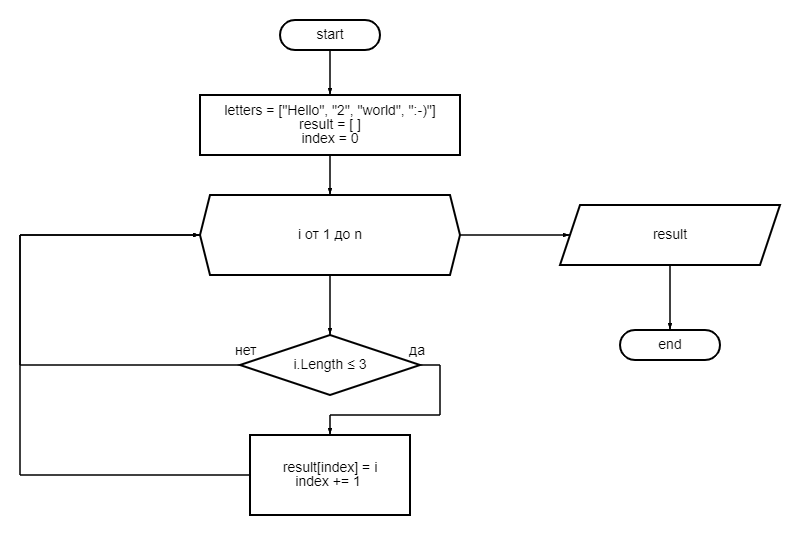 start
letters = ["Hello", "2", "world", ":-)"]
result = [ ]
index = 0
i от 1 до n
result
end
нет
да
i.Length ≤ 3
result[index] = i
index += 1